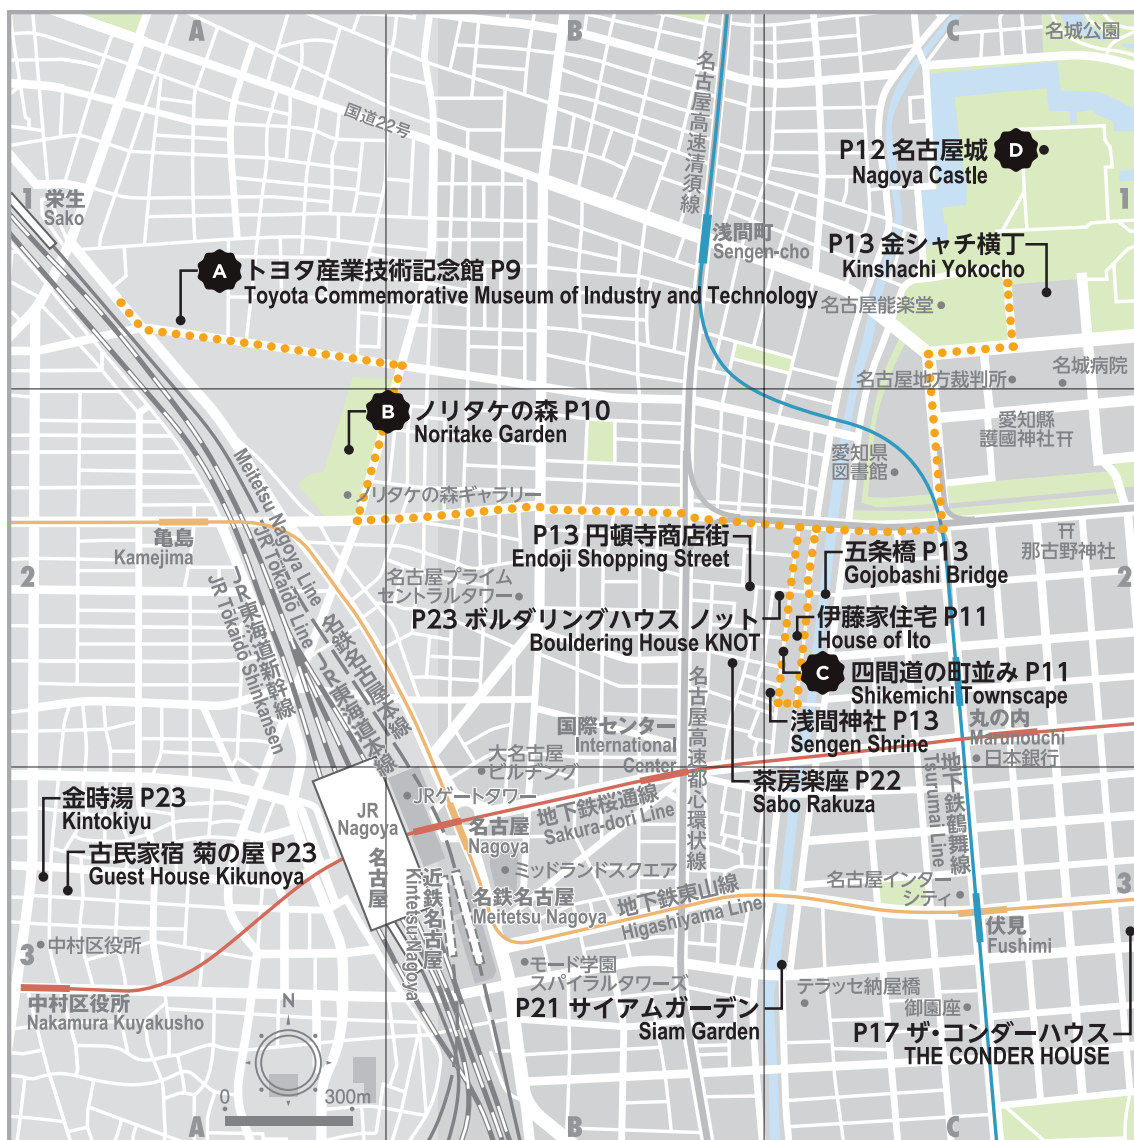 A
B
C
名城公園
国道22号
名古屋高速清須線
P12 名古屋城 D
Nagoya Castle
1 栄生
Sako
1
浅間町
Sengen-cho
P13 金シャチ横丁
Kinshachi Yokocho
A トヨタ産業技術記念館 P9
Toyota Commemorative Museum of Industry and Technology
名古屋能楽堂
名城病院
名古屋地方裁判所
B ノリタケの森 P10
Noritake Garden
愛知縣
護國神社
愛知県
図書館
ノリタケの森ギャラリー
Meitetsu Nagoya Line
JR Tōkaidō Line
JR Tōkaidō Shinkansen
JR東海道新幹線
名鉄名古屋本線
JR東海道本線
亀島
Kamejima
2
P13 円頓寺商店街
Endoji Shopping Street
五条橋 P13
Gojobashi Bridge
那古野神社
2
名古屋プライム
セントラルタワー
P23 ボルダリングハウス ノット
Bouldering House KNOT
伊藤家住宅 P11
House of Ito
C 四間道の町並み P11
Shikemichi Townscape
浅間神社 P13
Sengen Shrine
名古屋高速都心環状線
国際センター
International
Center
丸の内
Marunouchi
日本銀行
大名古屋
ビルヂング
茶房楽座 P22
Sabo Rakuza
地下鉄鶴舞線
Tsurumai Line
金時湯 P23
Kintokiyu
JRゲートタワー
JR
Nagoya
名古屋
名古屋
Nagoya
地下鉄桜通線
Sakura-dori Line
古民家宿 菊の屋 P23
Guest House Kikunoya
ミッドランドスクエア
近鉄名古屋
Kintetsu Nagoya
名鉄名古屋
Meitetsu Nagoya
地下鉄東山線
Higashiyama Line
名古屋インター
シティ
3
伏見
Fushimi
中村区役所
3
モード学園
スパイラルタワーズ
中村区役所
Nakamura Kuyakusho
P21 サイアムガーデン
Siam Garden
テラッセ納屋橋
御園座
P17 ザ・コンダーハウス
THE CONDER HOUSE
N
0 300m
A
B
C